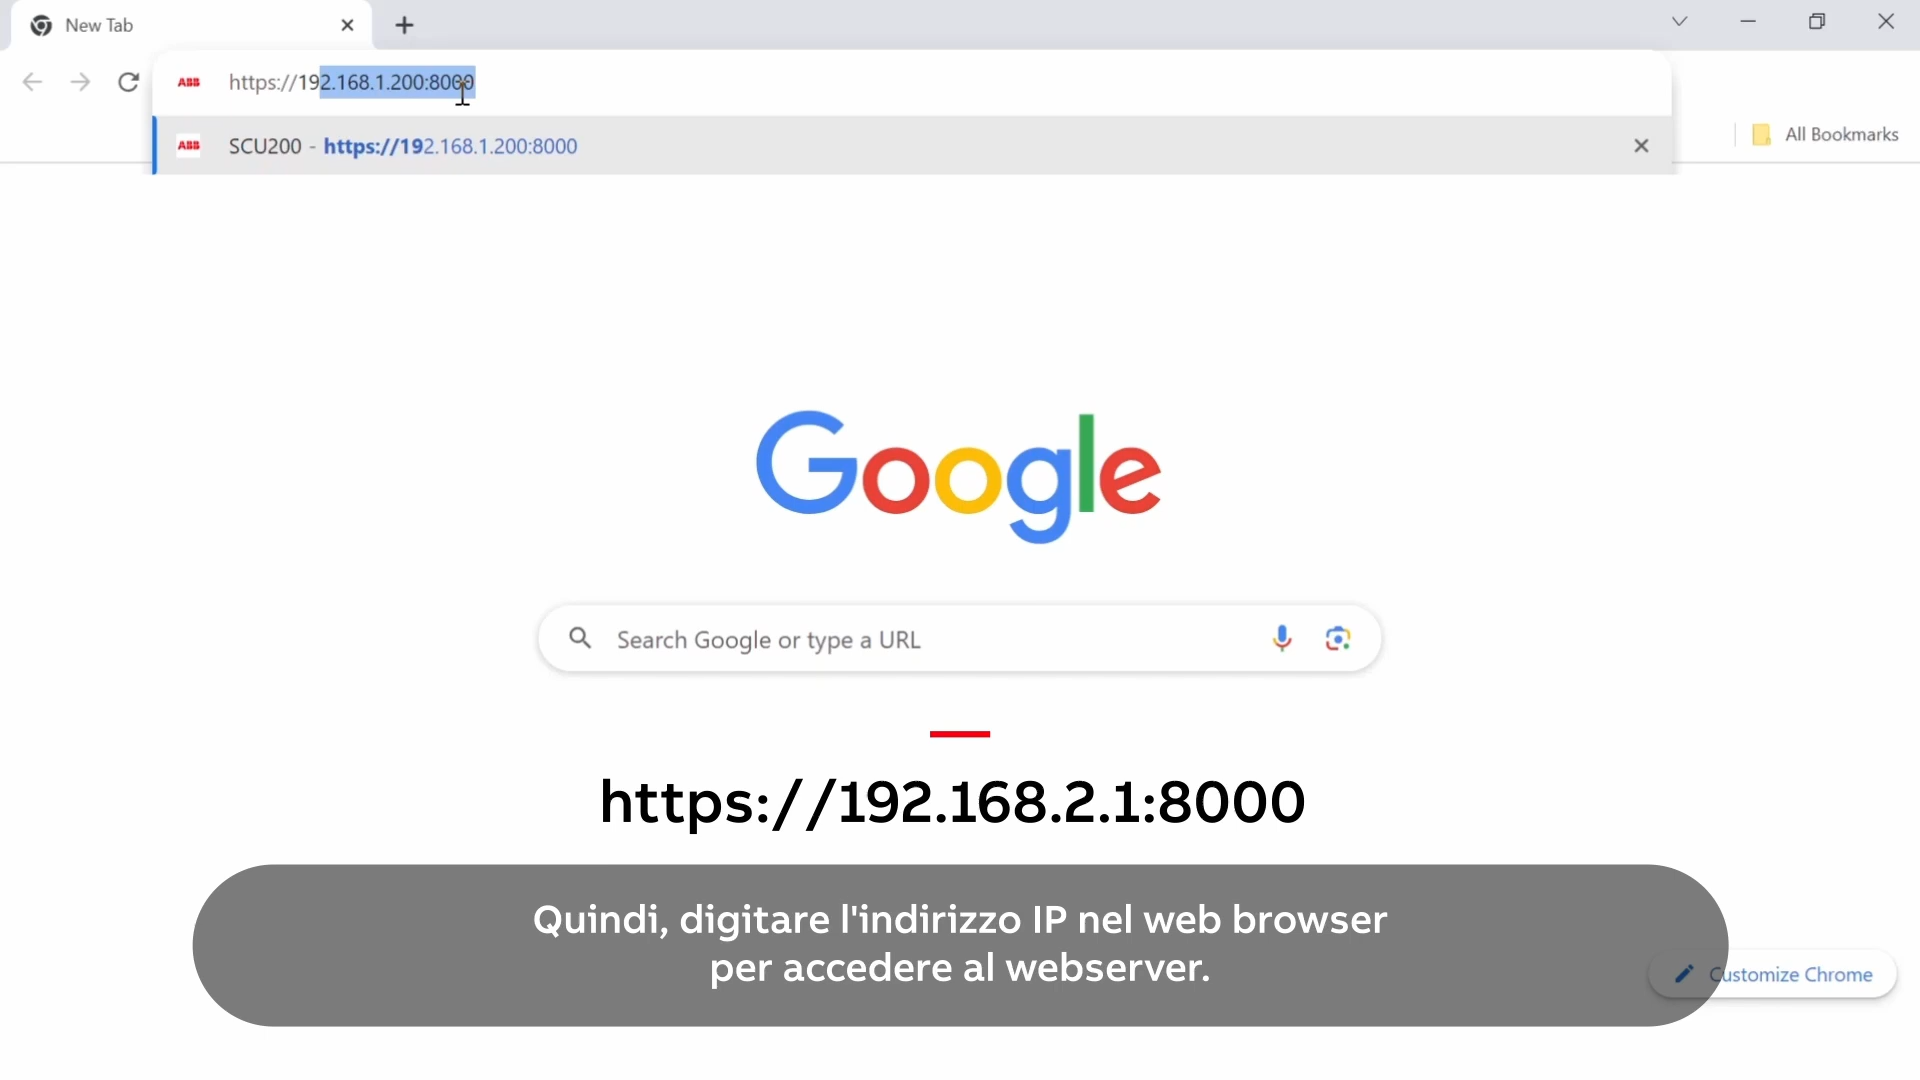 New Tab
ABB https://192.168.1.200:8000
ABB SCU200 - https://192.168.1.200:8000
All Bookmarks
Google
Search Google or type a URL
https://192.168.2.1:8000
Quindi, digitare l'indirizzo IP nel web browser
per accedere al webserver.
Customize Chrome